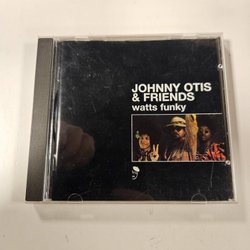 JOHNNY OTIS
& FRIENDS
watts funky